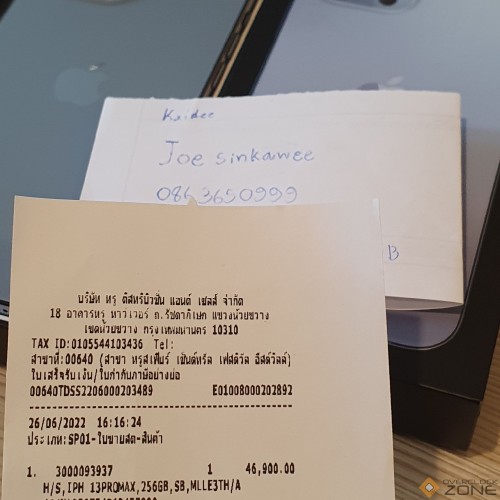 Kaidee
Joe sinkawee
0863650999
B
บริษัท ทรู ดิสทริบิวชั่น แอนด์ เซลส์ จำกัด
18 อาคารทรู ทาวเวอร์ ถ.รัชดาภิเษก แขวงห้วยขวาง
เขตห้วยขวาง กรุงเทพมหานคร 10310
TAX ID:0105544103436 Tel:
สาขาที่:00640 (สาขา ทรูสเฟียร์ เซ็นทรัล เฟสติวัล อีสต์วิลล์)
ใบเสร็จรับเงิน/ใบกำกับภาษีอย่างย่อ
00640TDSS2206000203489 E01008000202892
26/06/2022 16:16:24
ประเภท:SP01-ใบขายสด-สินค้า
1. 3000093937 1 46,900.00
H/S,IPH 13PROMAX,256GB,SB,MLLE3TH/A
OVERCLOCK
ZONE